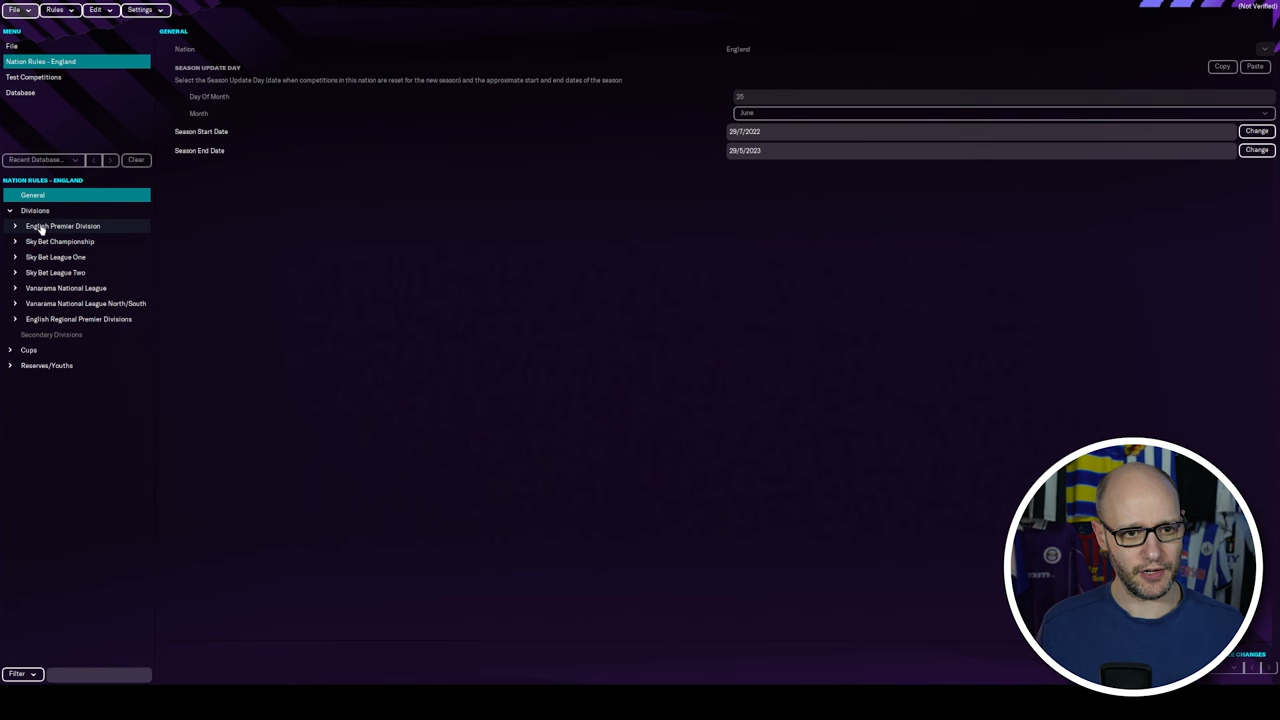 File Rules Edit Settings (Not Verified)
MENU
File
Nation Rules - England
Test Competitions
Database
Recent Database... Clear
NATION RULES - ENGLAND
General
Divisions
English Premier Division
Sky Bet Championship
Sky Bet League One
Sky Bet League Two
Vanarama National League
Vanarama National League North/South
English Regional Premier Divisions
Secondary Divisions
Cups
Reserves/Youths
Filter
GENERAL
Nation England
SEASON UPDATE DAY Copy Paste
Select the Season Update Day (date when competitions in this nation are reset for the new season) and the approximate start and end dates of the season
Day Of Month 25
Month June
Season Start Date 29/7/2022 Change
Season End Date 29/5/2023 Change
CHANGES